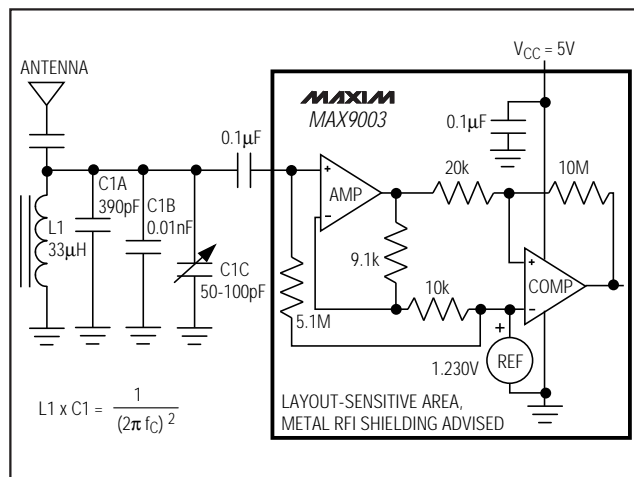 ANTENNA
L1
33μH
C1A
390pF
C1B
0.01nF
C1C
50-100pF
0.1μF
MAXIM
MAX9003
VCC = 5V
0.1μF
+
-
AMP
20k
10M
9.1k
10k
5.1M
+
-
COMP
+
REF
1.230V
L1 x C1 = 1
(2π fC) 2
LAYOUT-SENSITIVE AREA,
METAL RFI SHIELDING ADVISED